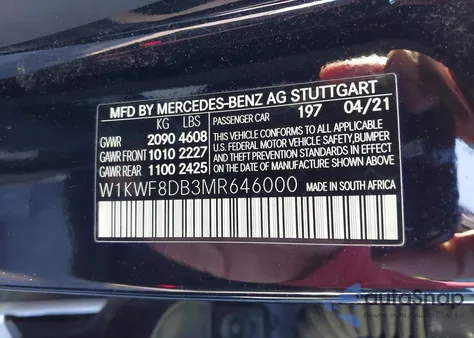 MFD BY MERCEDES-BENZ AG STUTTGART
KG LBS PASSENGER CAR 197 04/21
GVWR 2090 4608 THIS VEHICLE CONFORMS TO ALL APPLICABLE
GAWR FRONT 1010 2227 U.S. FEDERAL MOTOR VEHICLE SAFETY, BUMPER
GAWR REAR 1100 2425 AND THEFT PREVENTION STANDARDS IN EFFECT
ON THE DATE OF MANUFACTURE SHOWN ABOVE.
W1KWF8DB3MR646000 MADE IN SOUTH AFRICA
autoSnap